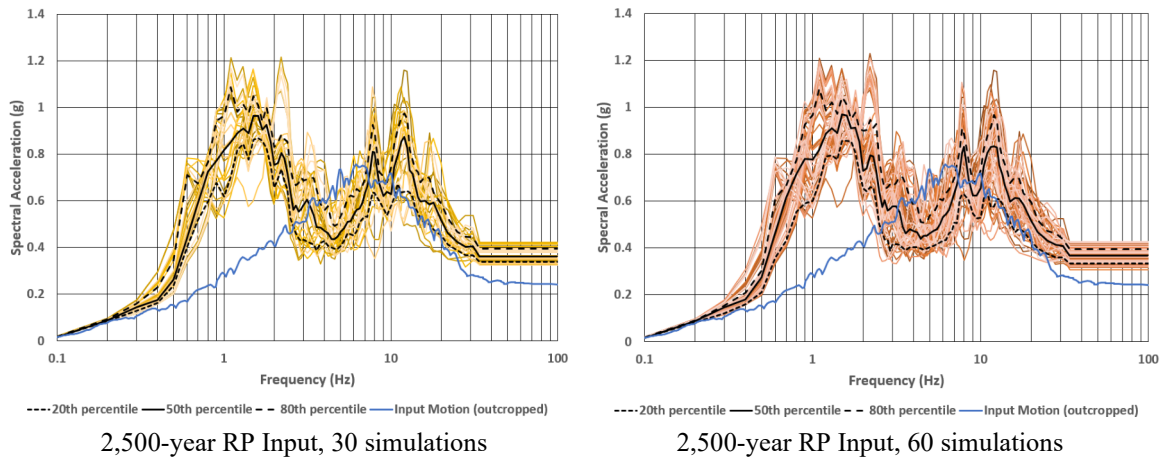 1.4
1.2
1
0.8
0.6
0.4
0.2
0
Spectral Acceleration (g)
0.1
1
10
100
Frequency (Hz)
20th percentile
50th percentile
80th percentile
Input Motion (outcropped)
2,500-year RP Input, 30 simulations
1.4
1.2
1
0.8
0.6
0.4
0.2
0
Spectral Acceleration (g)
0.1
1
10
100
Frequency (Hz)
20th percentile
50th percentile
80th percentile
Input Motion (outcropped)
2,500-year RP Input, 60 simulations